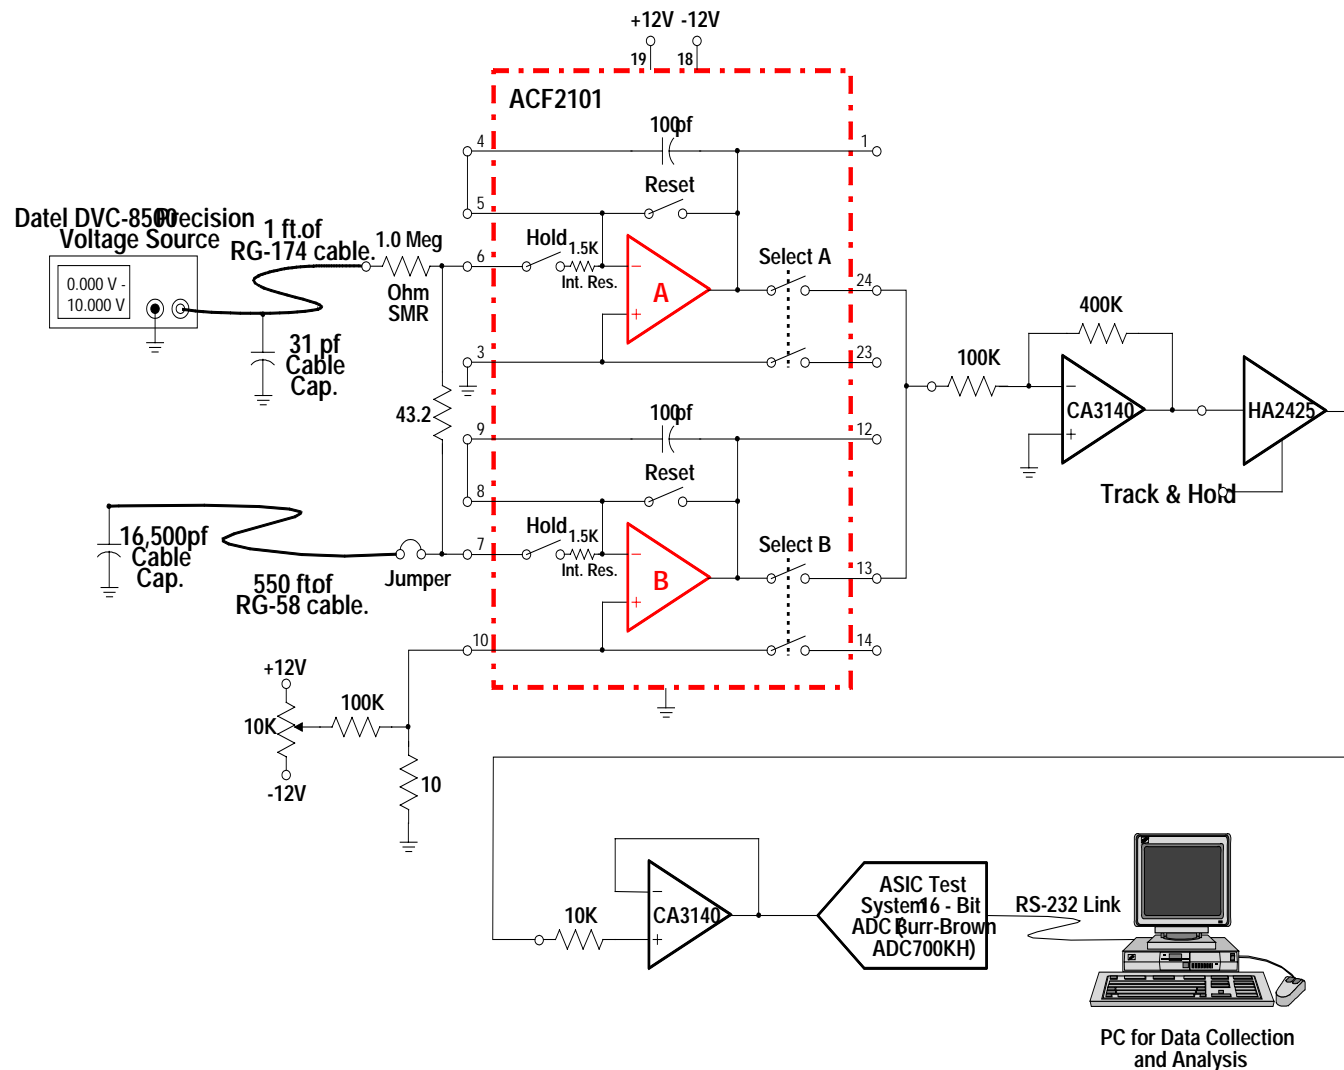 +12V -12V
19 18
ACF2101
100pf
4
1
Reset
5
Datel DVC-8500 Precision
Voltage Source
1 ft.of
RG-174 cable.
1.0 Meg
6
Hold
1.5K
Int. Res.
Select A
0.000 V -
10.000 V
Ohm
SMR
−
A
+
24
400K
31 pf
Cable
Cap.
3
23
100K
−
CA3140
+
HA2425
43.2
100pf
9
12
Reset
8
Track & Hold
16,500pf
Cable
Cap.
Hold
1.5K
Int. Res.
Select B
7
−
B
+
13
Jumper
550 ftof
RG-58 cable.
10
14
+12V
100K
10K
-12V
10
−
CA3140
+
10K
ASIC Test
System 16 - Bit
ADC (Burr-Brown
ADC700KH)
RS-232 Link
PC for Data Collection
and Analysis